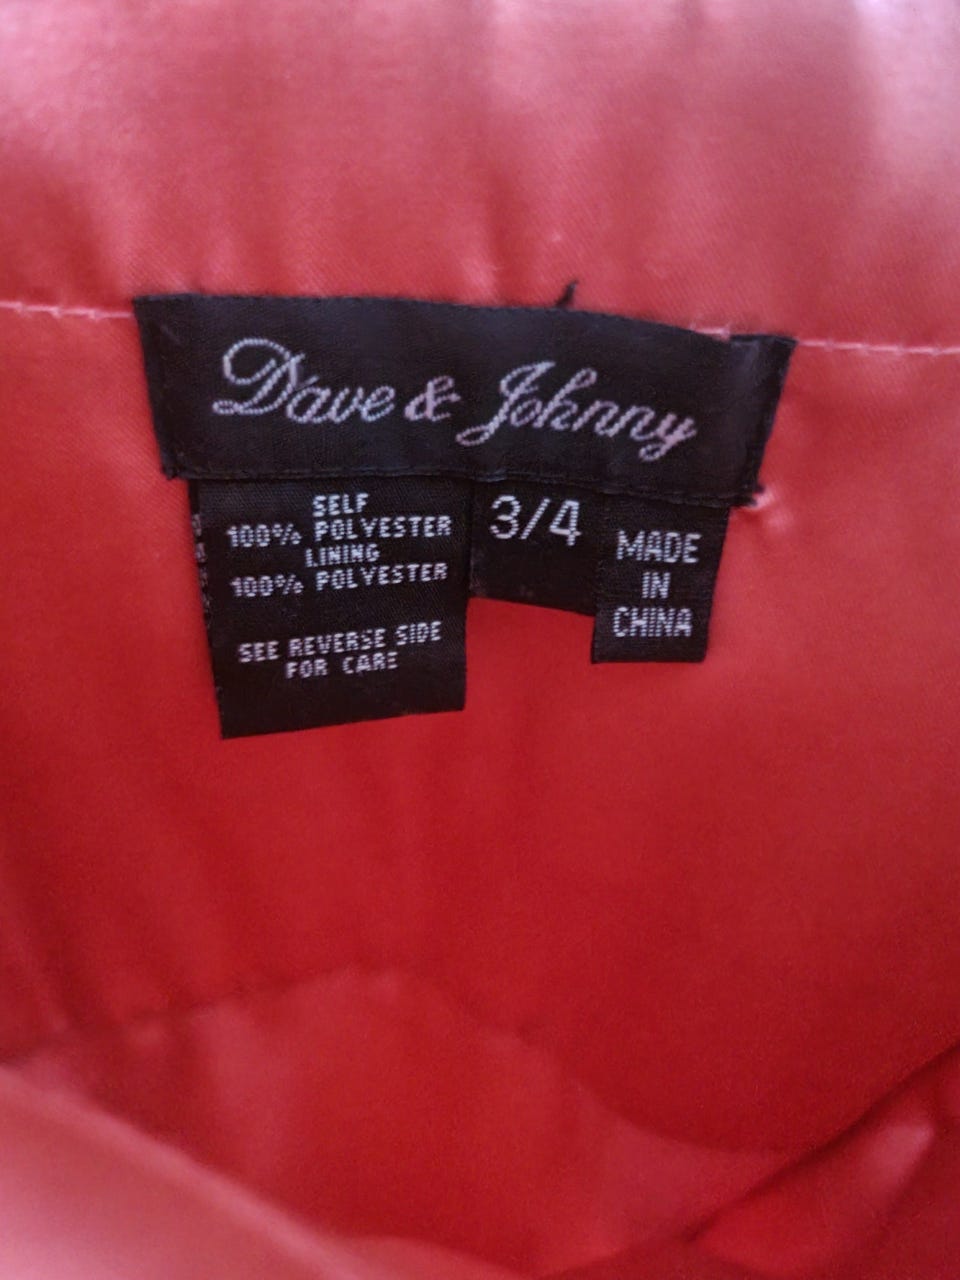 Dave & Johnny
SELF
100% POLYESTER
LINING
100% POLYESTER
SEE REVERSE SIDE
FOR CARE
3/4
MADE
IN
CHINA